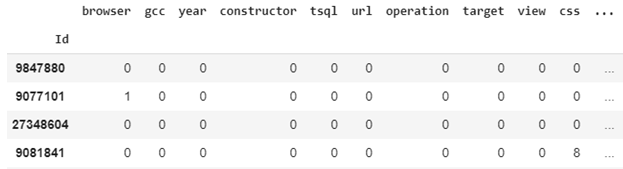 browser gcc year constructor tsql url operation target view css ...
Id
9847880 0 0 0 0 0 0 0 0 0 0 ...
9077101 1 0 0 0 0 0 0 0 0 0 ...
27348604 0 0 0 0 0 0 0 0 0 0 ...
9081841 0 0 0 0 0 0 0 0 0 8 ...